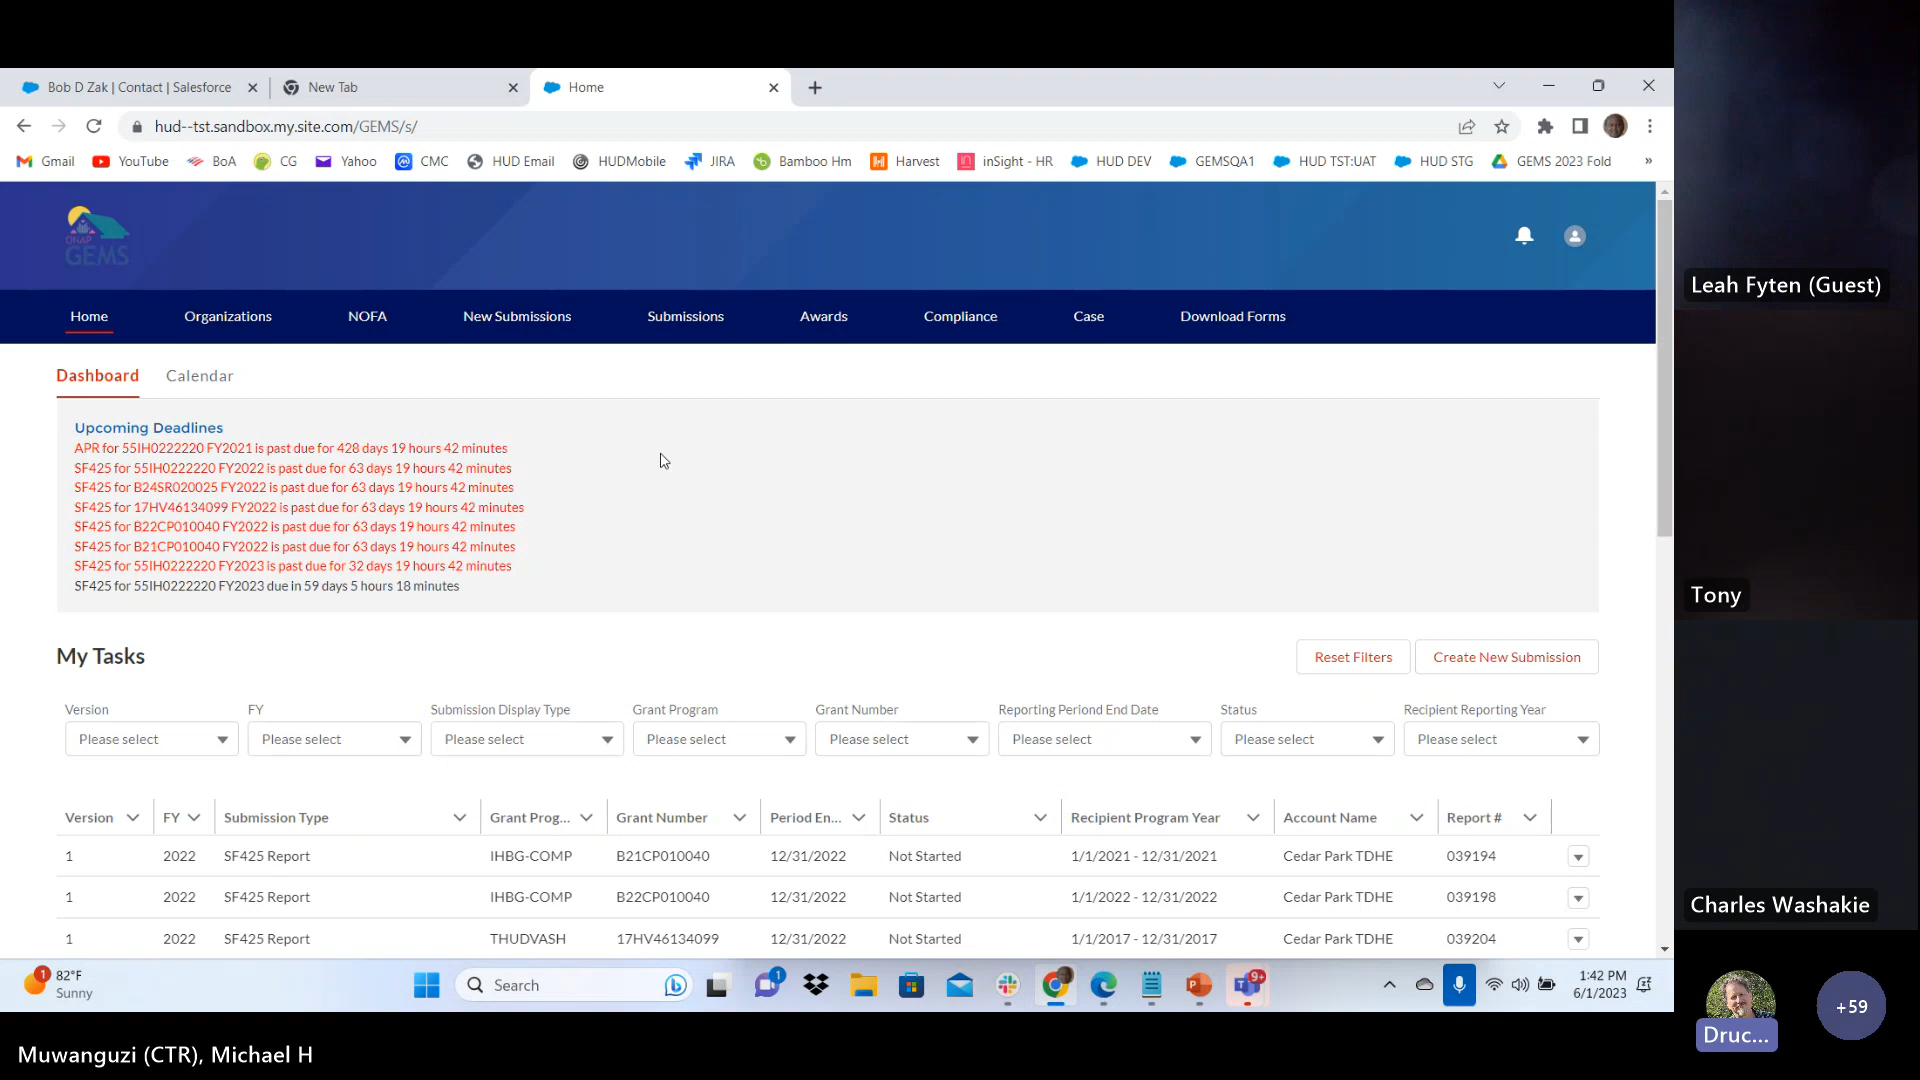 Bob D Zak | Contact | Salesforce
New Tab
Home
hud--tst.sandbox.my.site.com/GEMS/s/
Gmail
YouTube
BoA
CG
Yahoo
CMC
HUD Email
HUDMobile
JIRA
Bamboo Hm
Harvest
inSight - HR
HUD DEV
GEMSQA1
HUD TST:UAT
HUD STG
GEMS 2023 Fold
»
ONAP
GEMS
Home
Organizations
NOFA
New Submissions
Submissions
Awards
Compliance
Case
Download Forms
Dashboard
Calendar
Upcoming Deadlines
APR for 55IH0222220 FY2021 is past due for 428 days 19 hours 42 minutes
SF425 for 55IH0222220 FY2022 is past due for 63 days 19 hours 42 minutes
SF425 for B24SR020025 FY2022 is past due for 63 days 19 hours 42 minutes
SF425 for 17HV46134099 FY2022 is past due for 63 days 19 hours 42 minutes
SF425 for B22CP010040 FY2022 is past due for 63 days 19 hours 42 minutes
SF425 for B21CP010040 FY2022 is past due for 63 days 19 hours 42 minutes
SF425 for 55IH0222220 FY2023 is past due for 32 days 19 hours 42 minutes
SF425 for 55IH0222220 FY2023 due in 59 days 5 hours 18 minutes
My Tasks
Reset Filters
Create New Submission
Version FY Submission Display Type Grant Program Grant Number Reporting Periond End Date Status Recipient Reporting Year
Please select Please select Please select Please select Please select Please select Please select Please select
Version FY Submission Type Grant Prog... Grant Number Period En... Status Recipient Program Year Account Name Report #
1 2022 SF425 Report IHBG-COMP B21CP010040 12/31/2022 Not Started 1/1/2021 - 12/31/2021 Cedar Park TDHE 039194
1 2022 SF425 Report IHBG-COMP B22CP010040 12/31/2022 Not Started 1/1/2022 - 12/31/2022 Cedar Park TDHE 039198
1 2022 SF425 Report THUDVASH 17HV46134099 12/31/2022 Not Started 1/1/2017 - 12/31/2017 Cedar Park TDHE 039204
1
82°F
Sunny
Search
1
9+
1:42 PM
6/1/2023
Leah Fyten (Guest)
Tony
Charles Washakie
Druc...
+59
Muwanguzi (CTR), Michael H